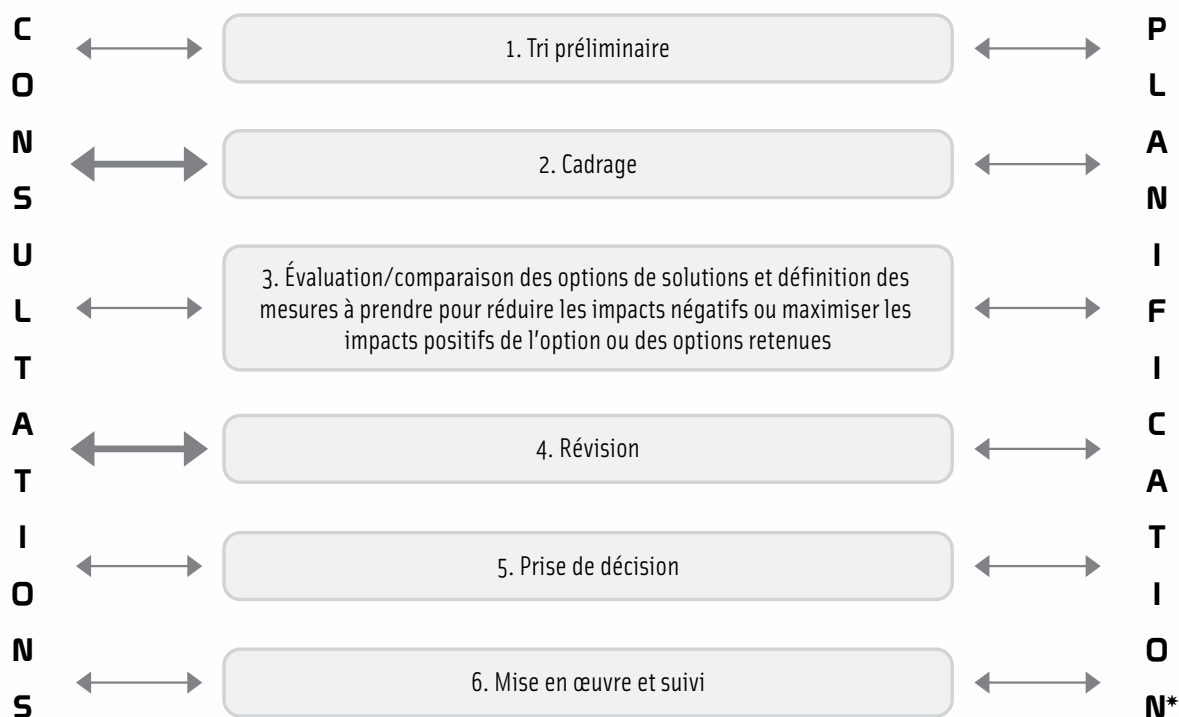 CONSULTATIONS
1. Tri préliminaire
2. Cadrage
3. Évaluation/comparaison des options de solutions et définition des
mesures à prendre pour réduire les impacts négatifs ou maximiser les
impacts positifs de l'option ou des options retenues
4. Révision
5. Prise de décision
6. Mise en œuvre et suivi
PLANIFICATION*